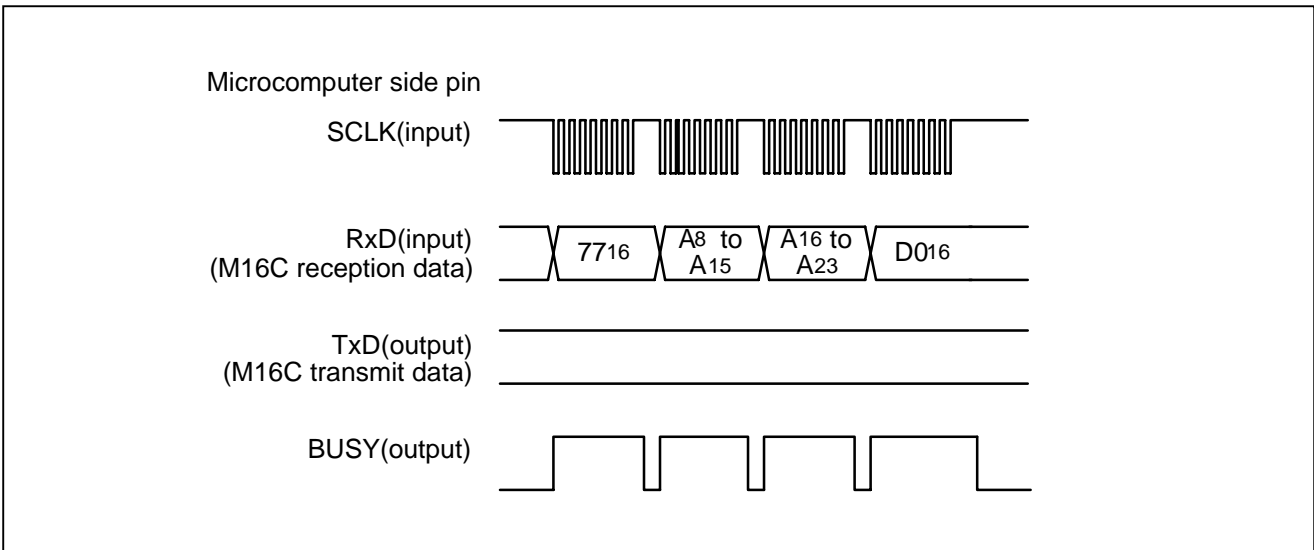 Microcomputer side pin
SCLK(input)
RxD(input)
(M16C reception data)
7716
A8 to
A15
A16 to
A23
D016
TxD(output)
(M16C transmit data)
BUSY(output)